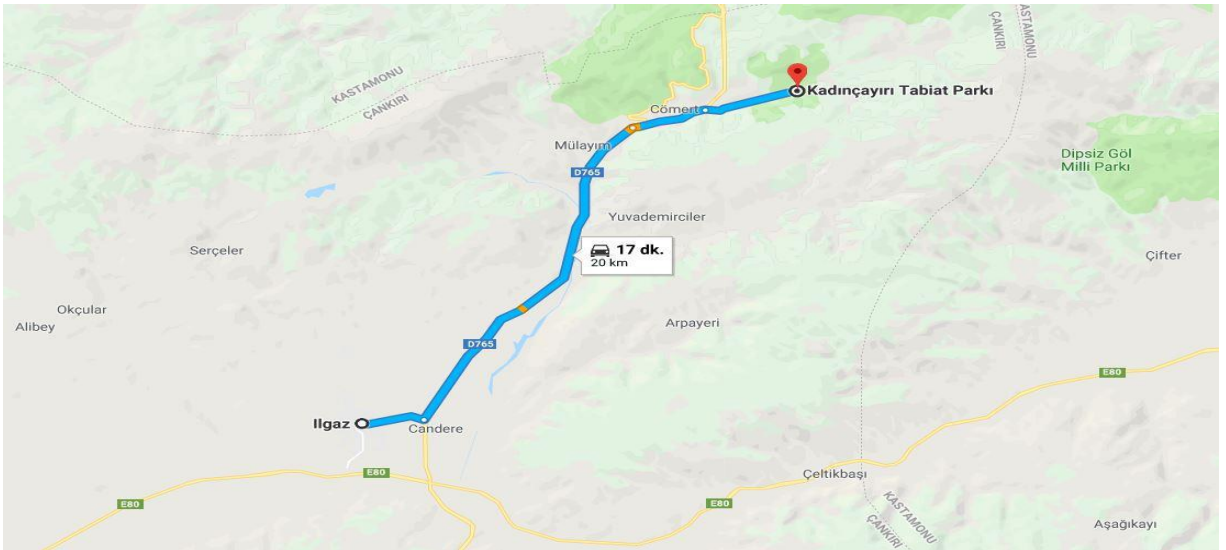 KASTAMONU
ÇANKIRI
KASTAMONU
ÇANKIRI
Kadınçayırı Tabiat Parkı
Cömert
Mülayim
Dipsiz Göl
Milli Parkı
D765
Yuvademirciler
Serçeler
17 dk.
20 km
Çifter
Okçular
Alibey
Arpayeri
D765
E80
Ilgaz
Candere
E80
Çeltikbaşı
E80
E80
KASTAMONU
ÇANKIRI
Aşağıkayı